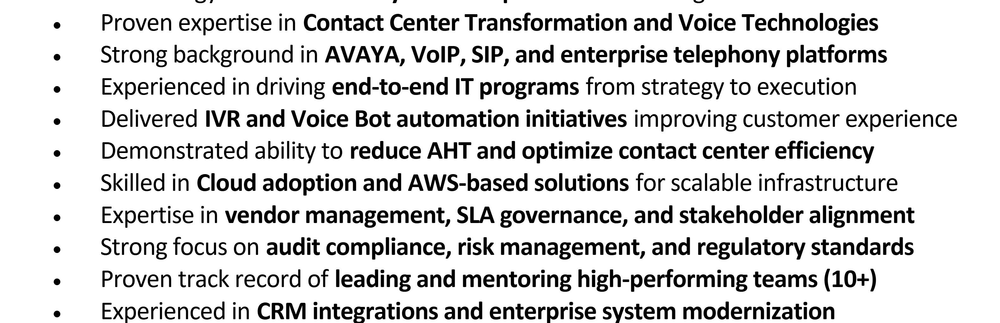 • Proven expertise in Contact Center Transformation and Voice Technologies
• Strong background in AVAYA, VoIP, SIP, and enterprise telephony platforms
• Experienced in driving end-to-end IT programs from strategy to execution
• Delivered IVR and Voice Bot automation initiatives improving customer experience
• Demonstrated ability to reduce AHT and optimize contact center efficiency
• Skilled in Cloud adoption and AWS-based solutions for scalable infrastructure
• Expertise in vendor management, SLA governance, and stakeholder alignment
• Strong focus on audit compliance, risk management, and regulatory standards
• Proven track record of leading and mentoring high-performing teams (10+)
• Experienced in CRM integrations and enterprise system modernization